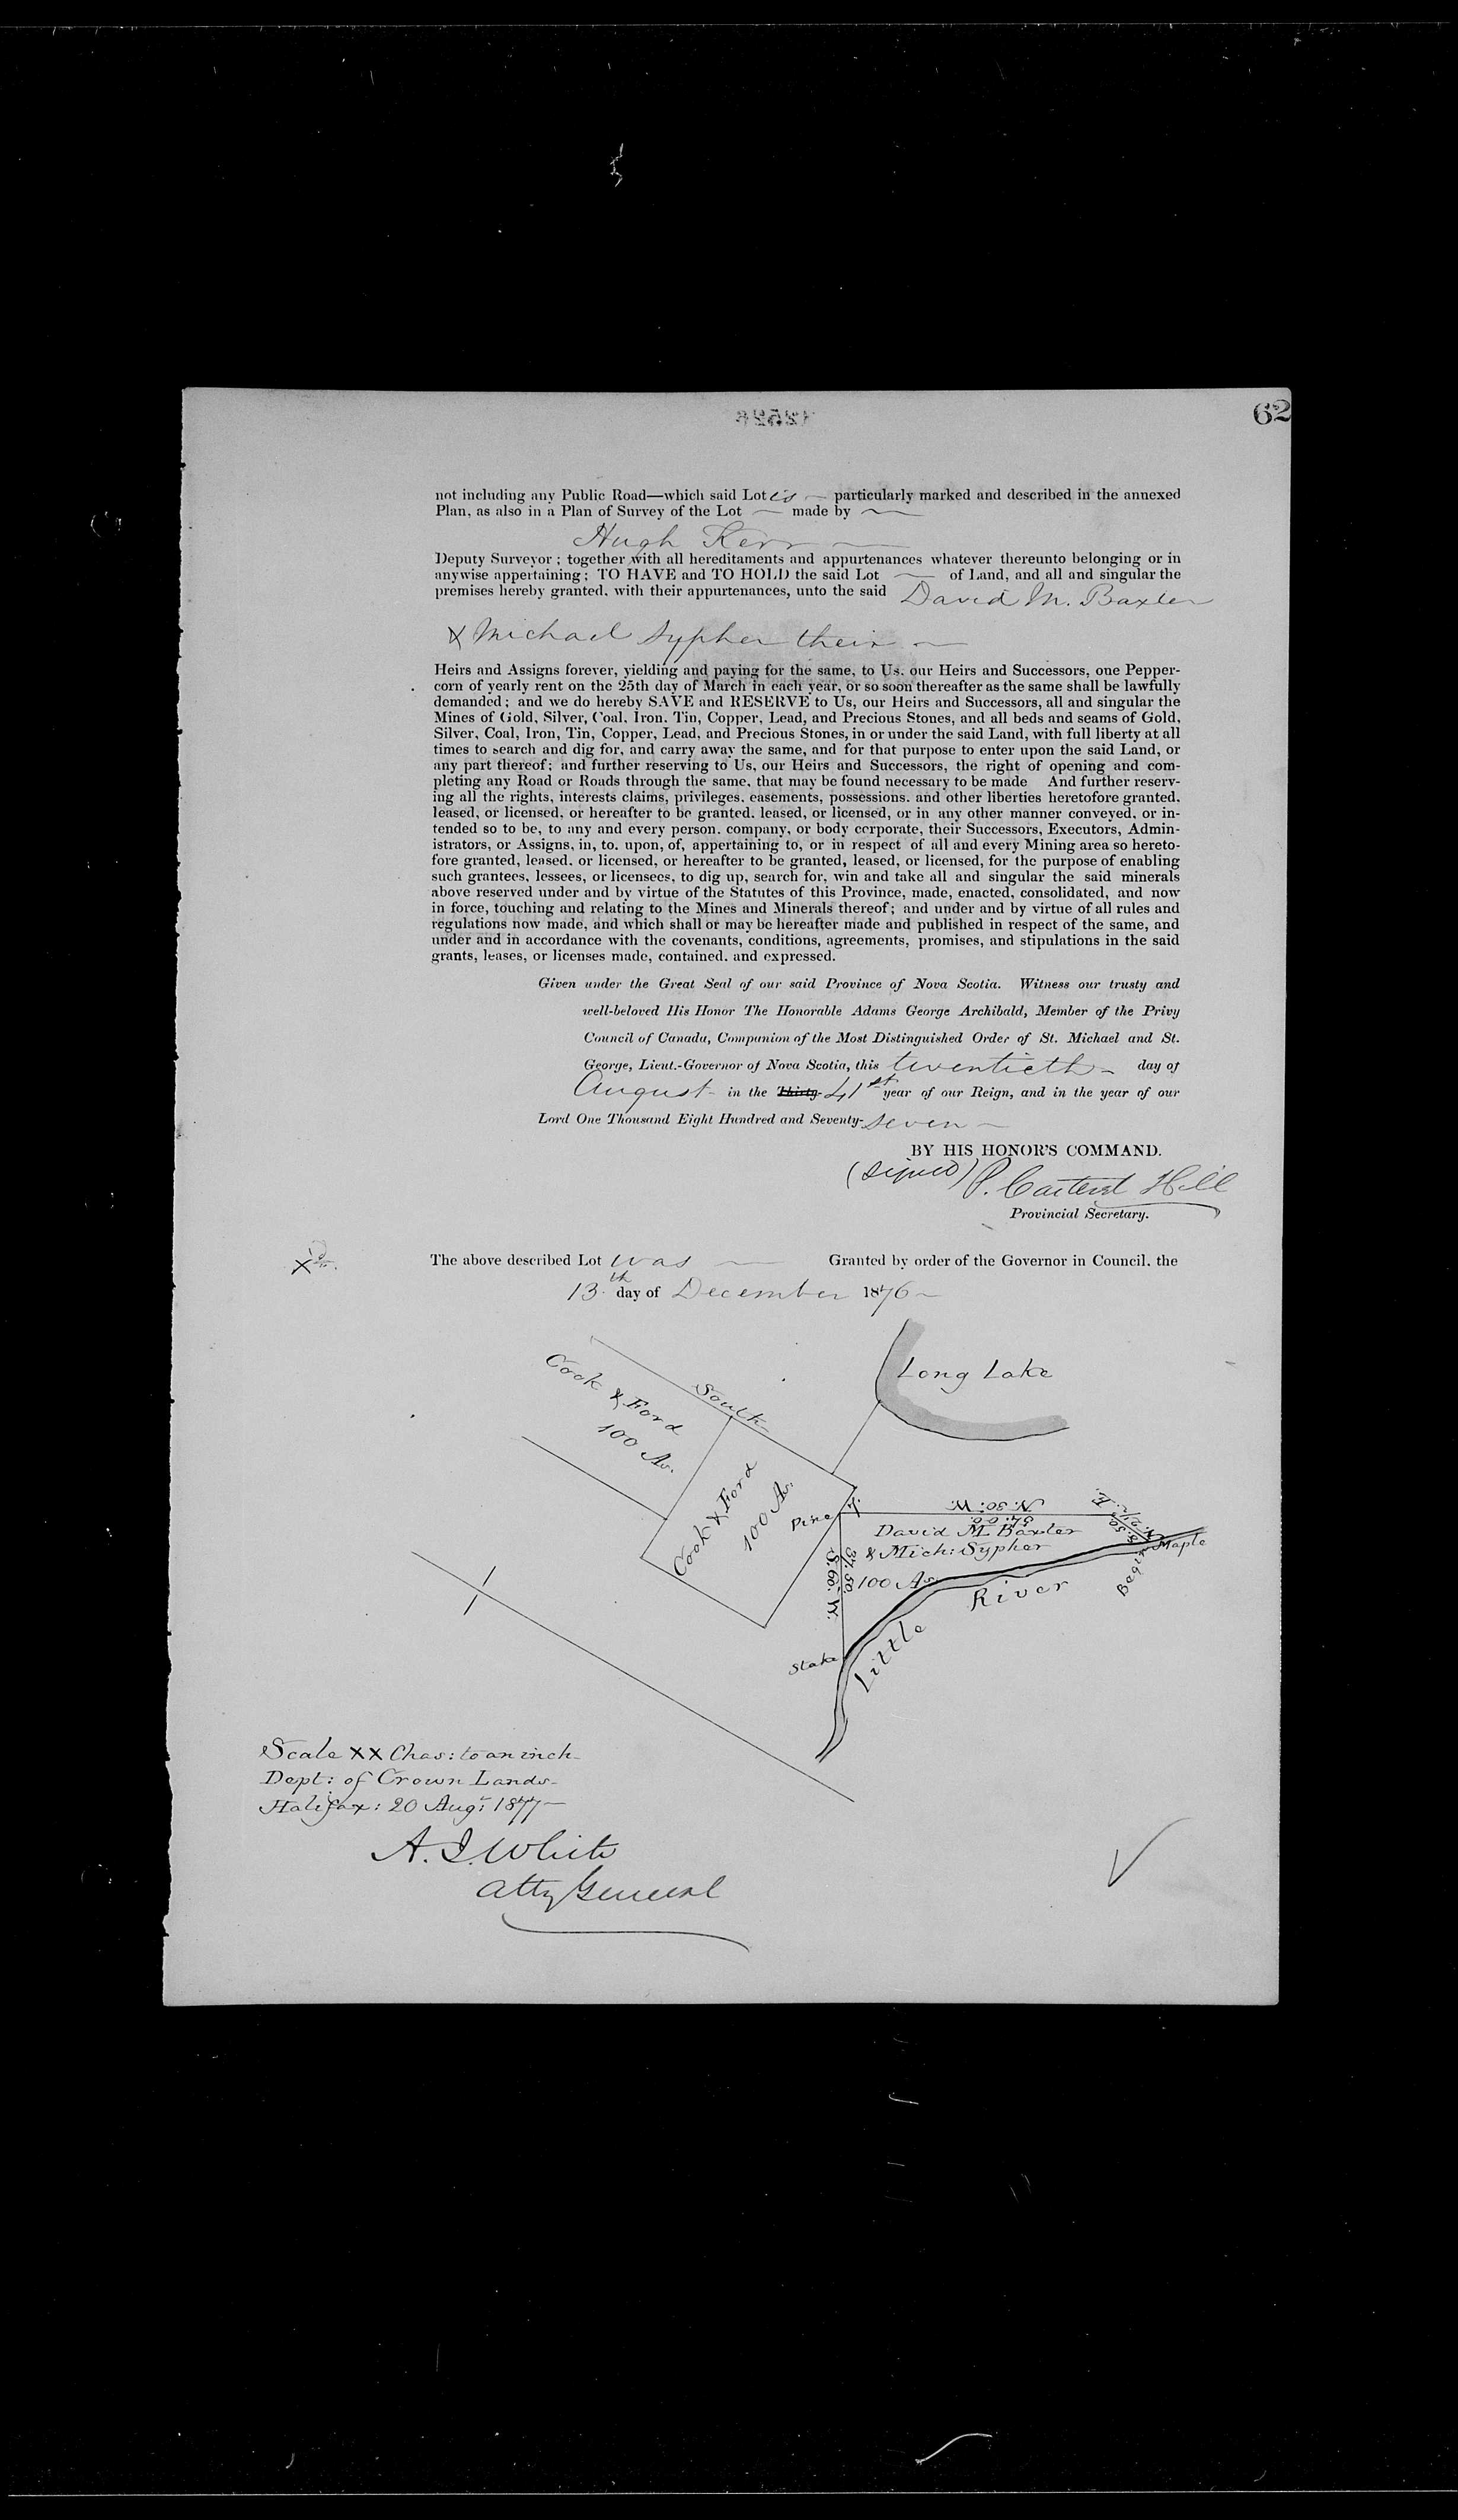 62
not including any Public Road—which said Lot is — particularly marked and described in the annexed
Plan, as also in a Plan of Survey of the Lot — made by —
Hugh Kerr —
Deputy Surveyor ; together with all hereditaments and appurtenances whatever thereunto belonging or in
anywise appertaining ; TO HAVE and TO HOLD the said Lot — of Land, and all and singular the
premises hereby granted. with their appurtenances, unto the said David M. Baxter
& Michael Sypher their —
Heirs and Assigns forever, yielding and paying for the same, to Us. our Heirs and Successors, one Pepper-
corn of yearly rent on the 25th day of March in each year, or so soon thereafter as the same shall be lawfully
demanded ; and we do hereby SAVE and RESERVE to Us, our Heirs and Successors, all and singular the
Mines of Gold, Silver, Coal, Iron. Tin, Copper, Lead, and Precious Stones, and all beds and seams of Gold,
Silver, Coal, Iron, Tin, Copper, Lead, and Precious Stones, in or under the said Land, with full liberty at all
times to search and dig for, and carry away the same, and for that purpose to enter upon the said Land, or
any part thereof ; and further reserving to Us, our Heirs and Successors, the right of opening and com-
pleting any Road or Roads through the same, that may be found necessary to be made And further reserv-
ing all the rights, interests claims, privileges. easements, possessions. and other liberties heretofore granted.
leased, or licensed, or hereafter to be granted. leased, or licensed, or in any other manner conveyed, or in-
tended so to be, to any and every person. company, or body corporate, their Successors, Executors, Admin-
istrators, or Assigns, in, to. upon, of, appertaining to, or in respect of all and every Mining area so hereto-
fore granted, leased. or licensed, or hereafter to be granted, leased, or licensed, for the purpose of enabling
such grantees, lessees, or licensees, to dig up, search for, win and take all and singular the said minerals
above reserved under and by virtue of the Statutes of this Province, made, enacted, consolidated, and now
in force, touching and relating to the Mines and Minerals thereof ; and under and by virtue of all rules and
regulations now made, and which shall or may be hereafter made and published in respect of the same, and
under and in accordance with the covenants, conditions, agreements, promises, and stipulations in the said
grants, leases, or licenses made, contained. and expressed.
Given under the Great Seal of our said Province of Nova Scotia. Witness our trusty and
well-beloved His Honor The Honorable Adams George Archibald, Member of the Privy
Council of Canada, Companion of the Most Distinguished Order of St. Michael and St.
George, Lieut.-Governor of Nova Scotia, this twentieth — day of
August in the Thirty- 41st year of our Reign, and in the year of our
Lord One Thousand Eight Hundred and Seventy- seven —
BY HIS HONOR'S COMMAND.
(signed) P. Carteret Hill
Provincial Secretary.
The above described Lot was — Granted by order of the Governor in Council. the
13th day of December 1876 —
Long Lake
South
Cook & Ford
100 As.
Cook & Ford
100 As.
Pine
N. 30: W.
54.00
David M. Baxter
& Mich: Sypher
100 As.
S. 60: W.
37.50
Maple
River
Little
Stake
Scale XX Chas: to an inch
Dept: of Crown Lands
Halifax: 20 Augt 1877 —
A. J. White
Atty General